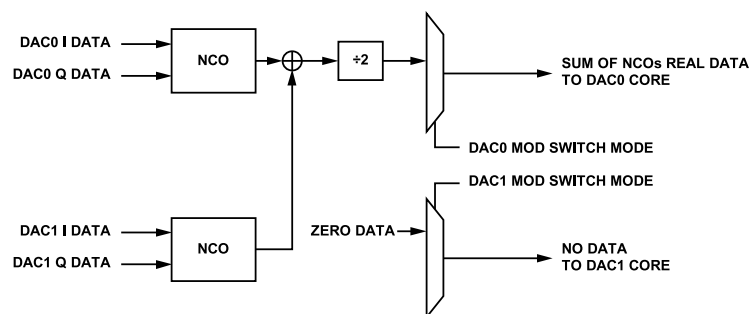 DAC0 I DATA
DAC0 Q DATA
NCO
÷2
SUM OF NCOs REAL DATA
TO DAC0 CORE
DAC0 MOD SWITCH MODE
DAC1 MOD SWITCH MODE
DAC1 I DATA
DAC1 Q DATA
NCO
ZERO DATA
NO DATA
TO DAC1 CORE